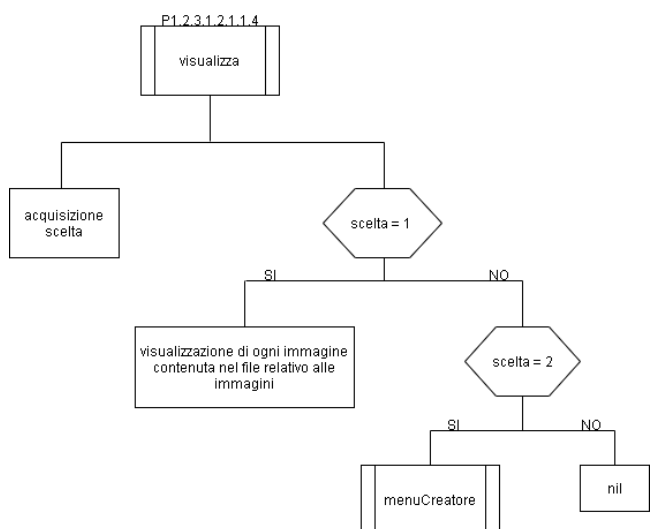 P1.2.3.1.2.1.1.4
visualizza
acquisizione
scelta
scelta = 1
SI
NO
visualizzazione di ogni immagine
contenuta nel file relativo alle
immagini
scelta = 2
SI
NO
menuCreatore
nil